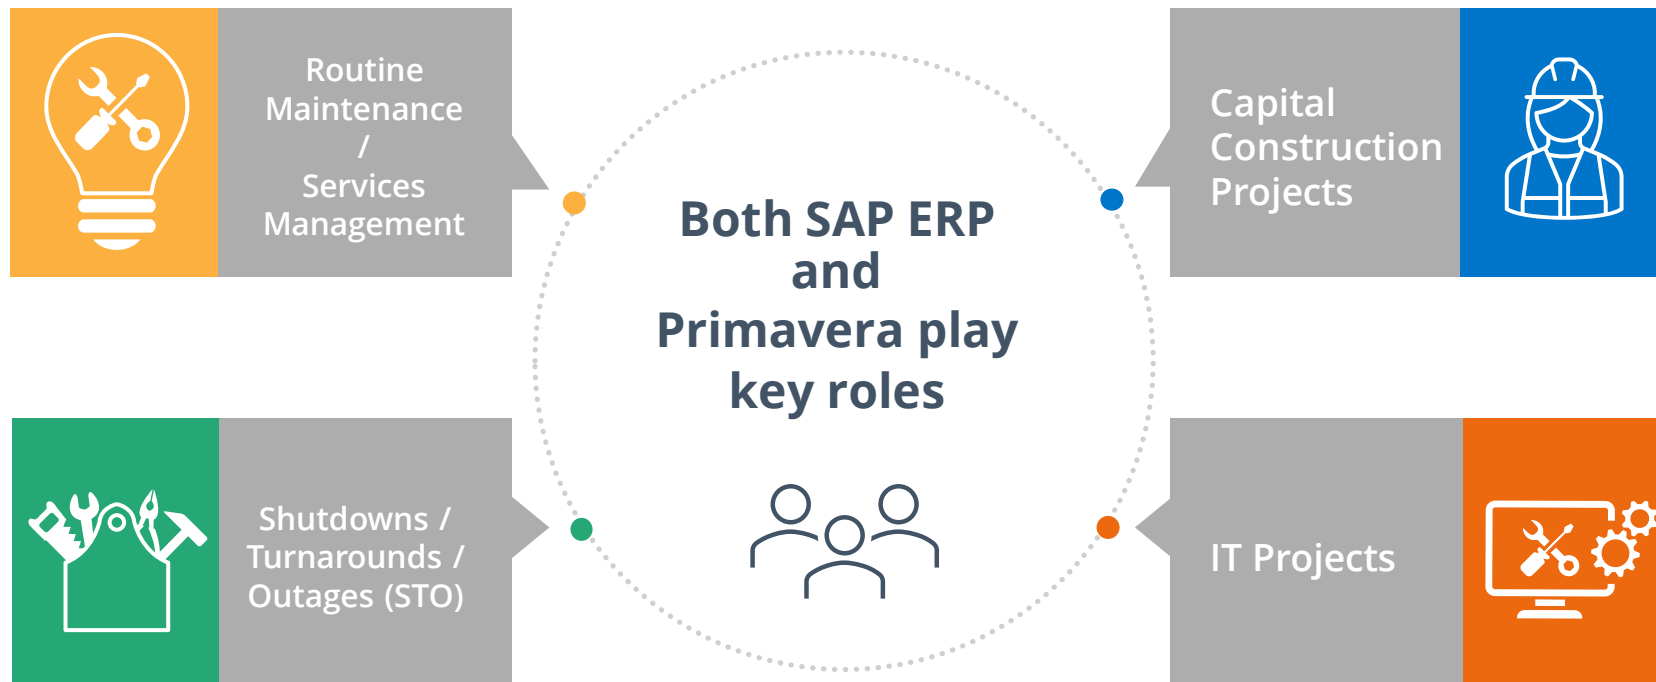 Routine
Maintenance
/
Services
Management
Capital
Construction
Projects
Both SAP ERP
and
Primavera play
key roles
Shutdowns /
Turnarounds /
Outages (STO)
IT Projects